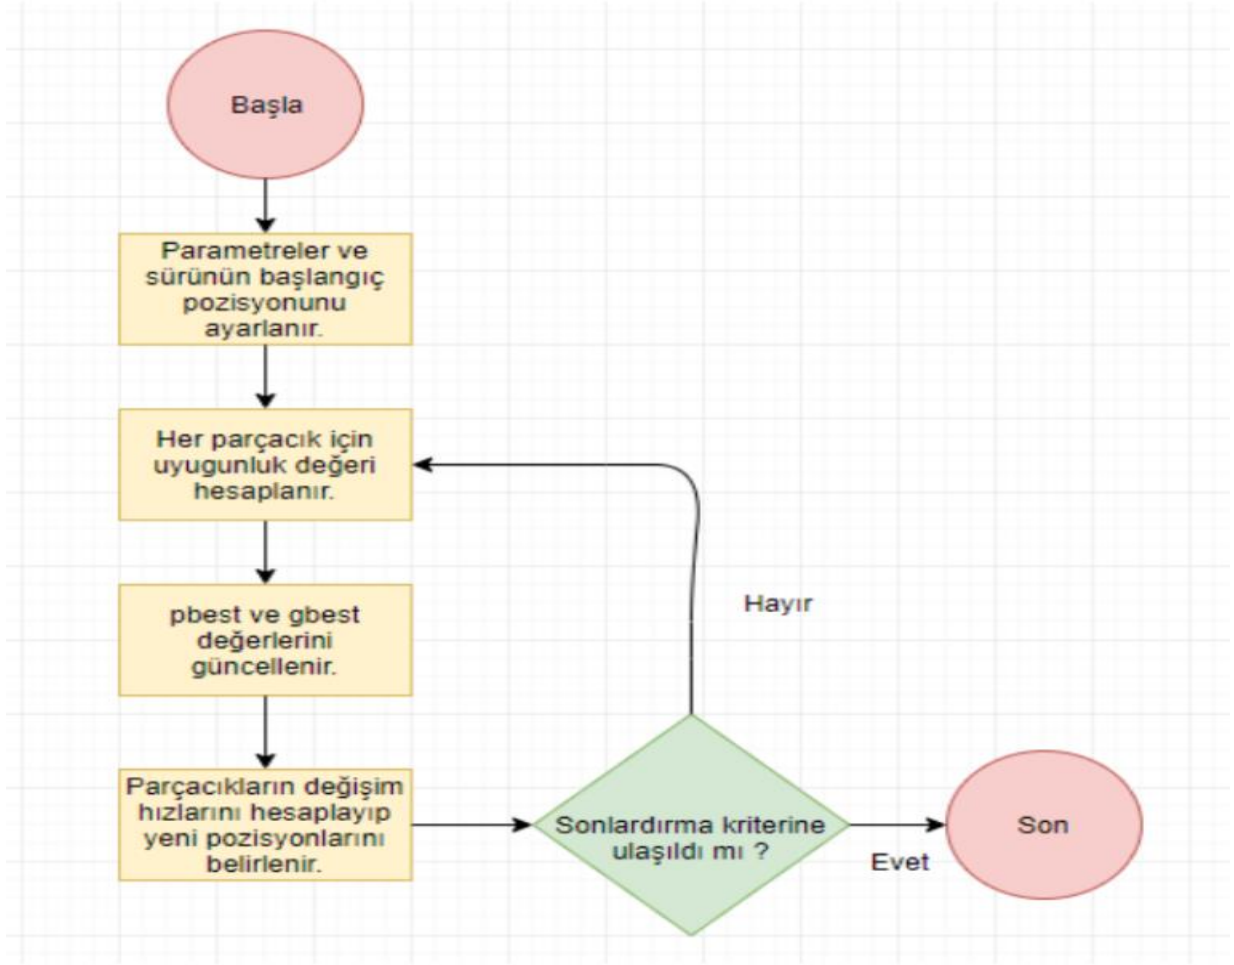 Başla
Parametreler ve
sürünün başlangıç
pozisyonunu
ayarlanır.
Her parçacık için
uyugunluk değeri
hesaplanır.
pbest ve gbest
değerlerini
güncellenir.
Parçacıkların değişim
hızlarını hesaplayıp
yeni pozisyonlarını
belirlenir.
Sonlardırma kriterine
ulaşıldı mı ?
Hayır
Evet
Son